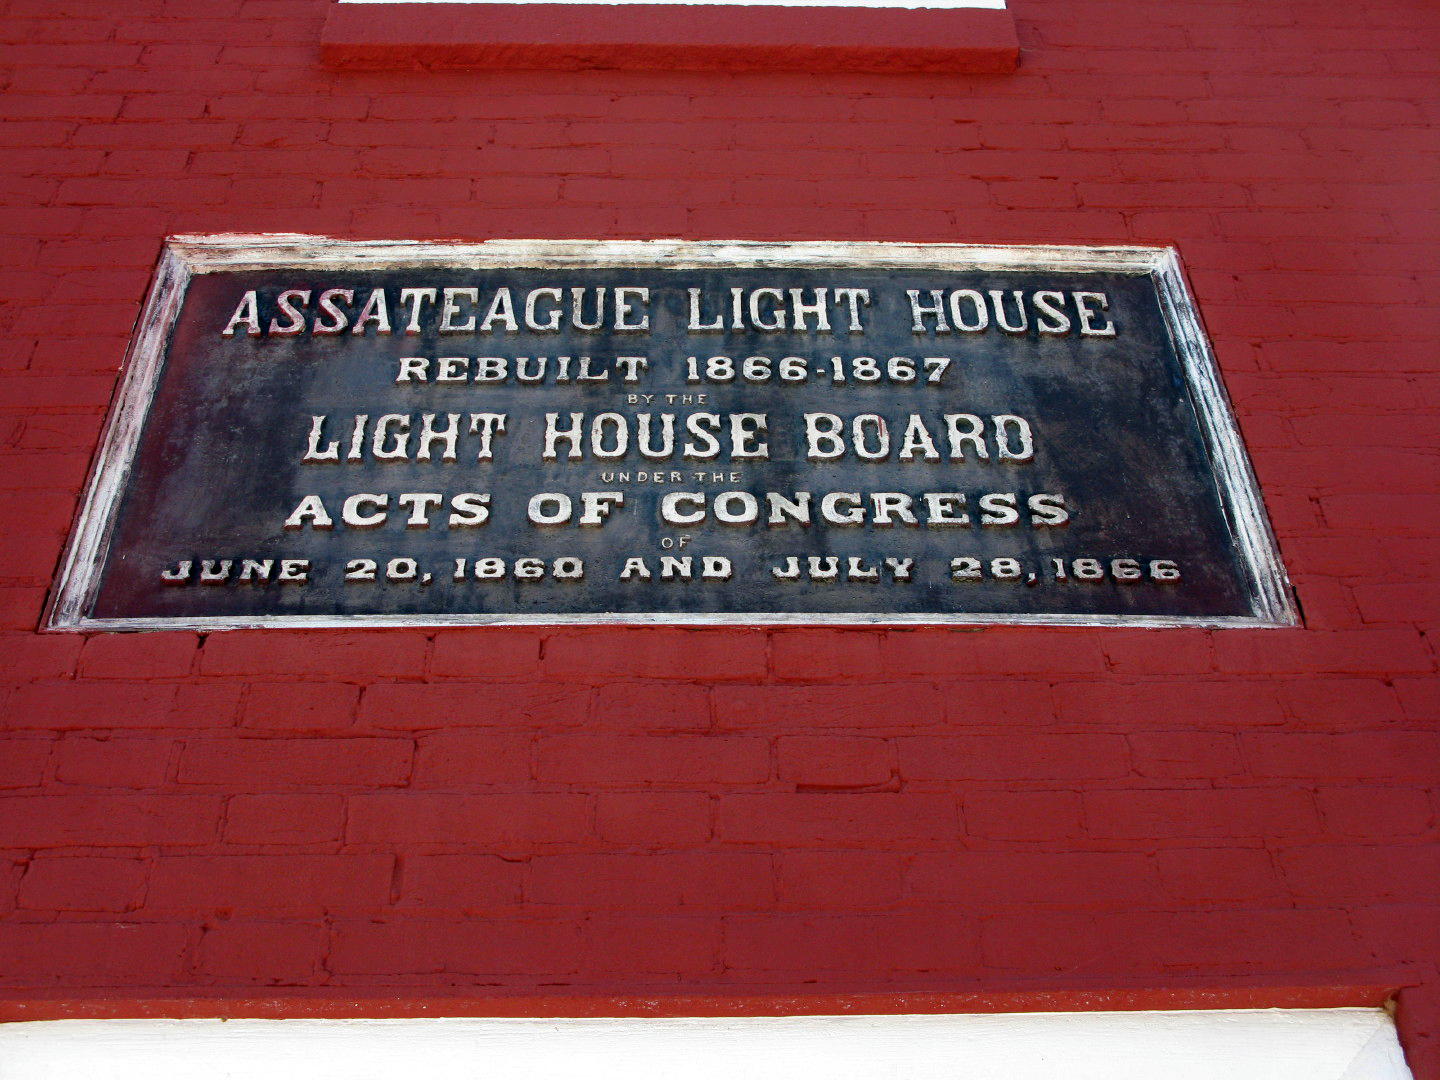 ASSATEAGUE LIGHT HOUSE
REBUILT 1866-1867
BY THE
LIGHT HOUSE BOARD
UNDER THE
ACTS OF CONGRESS
OF
JUNE 20, 1860 AND JULY 28, 1866